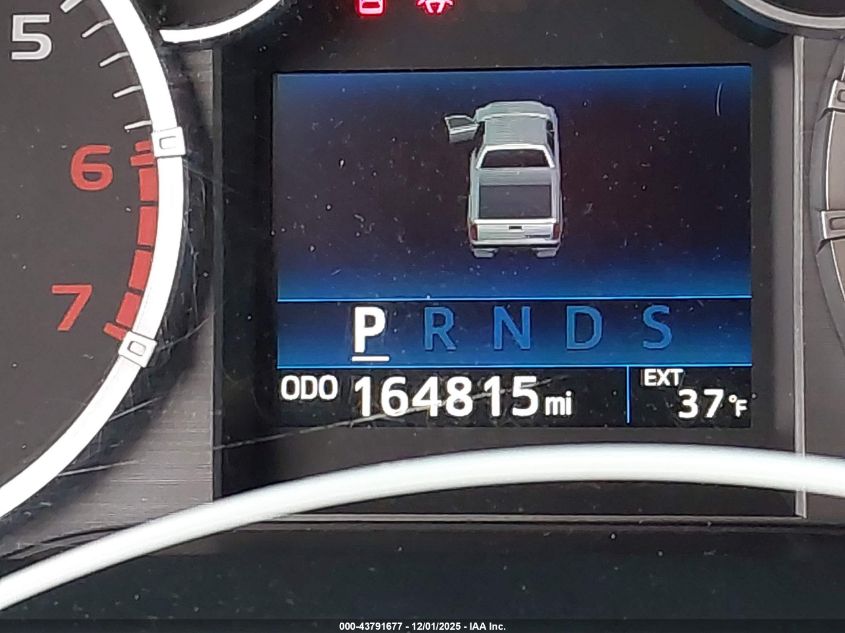 5
6
7
P R N D S
ODO 164815 mi
EXT 37°F
000-43791677 - 12/01/2025 - IAA Inc.